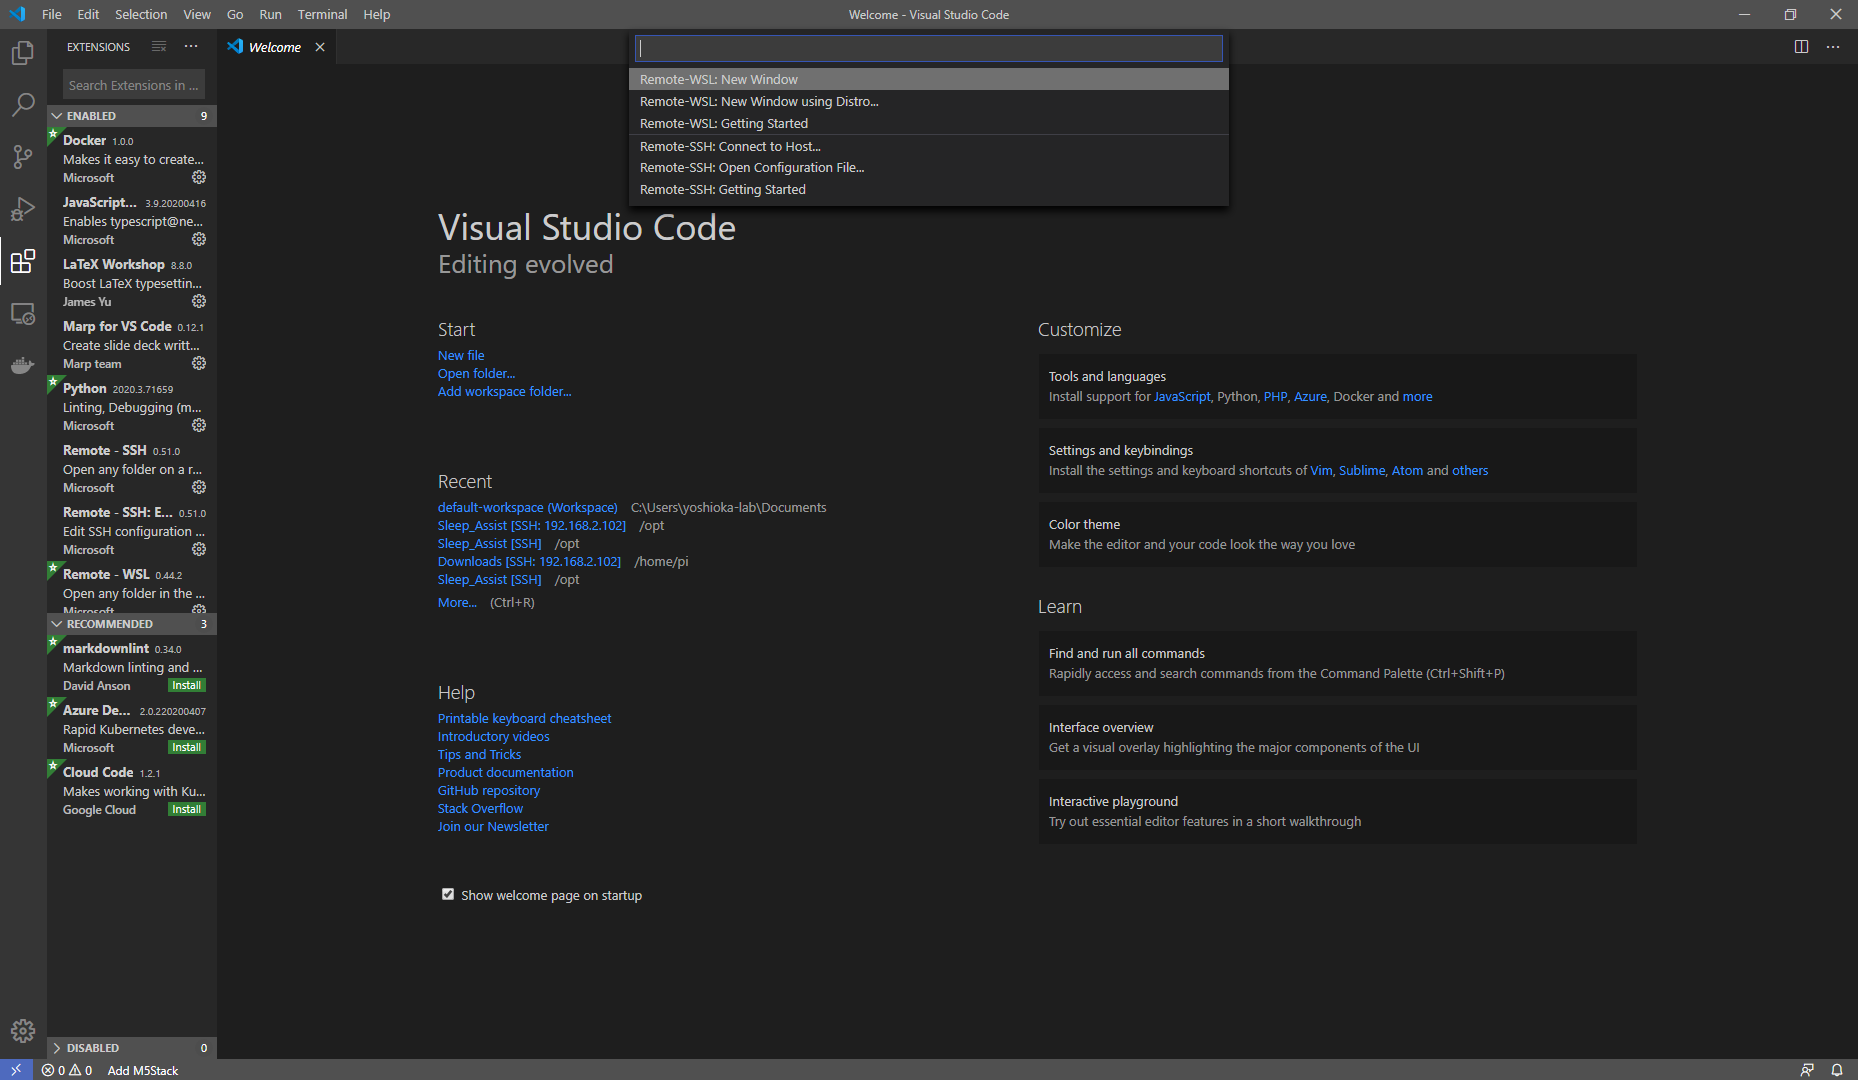 File Edit Selection View Go Run Terminal Help
Welcome - Visual Studio Code
EXTENSIONS
Search Extensions in ...
ENABLED 9
Docker 1.0.0
Makes it easy to create...
Microsoft
JavaScript... 3.9.20200416
Enables typescript@ne...
Microsoft
LaTeX Workshop 8.8.0
Boost LaTeX typesettin...
James Yu
Marp for VS Code 0.12.1
Create slide deck writt...
Marp team
Python 2020.3.71659
Linting, Debugging (m...
Microsoft
Remote - SSH 0.51.0
Open any folder on a r...
Microsoft
Remote - SSH: E... 0.51.0
Edit SSH configuration ...
Microsoft
Remote - WSL 0.44.2
Open any folder in the ...
Microsoft
RECOMMENDED 3
markdownlint 0.34.0
Markdown linting and ...
David Anson Install
Azure De... 2.0.220200407
Rapid Kubernetes deve...
Microsoft Install
Cloud Code 1.2.1
Makes working with Ku...
Google Cloud Install
DISABLED 0
Welcome
Remote-WSL: New Window
Remote-WSL: New Window using Distro...
Remote-WSL: Getting Started
Remote-SSH: Connect to Host...
Remote-SSH: Open Configuration File...
Remote-SSH: Getting Started
Visual Studio Code
Editing evolved
Start
New file
Open folder...
Add workspace folder...
Recent
default-workspace (Workspace) C:\Users\yoshioka-lab\Documents
Sleep_Assist [SSH: 192.168.2.102] /opt
Sleep_Assist [SSH] /opt
Downloads [SSH: 192.168.2.102] /home/pi
Sleep_Assist [SSH] /opt
More... (Ctrl+R)
Help
Printable keyboard cheatsheet
Introductory videos
Tips and Tricks
Product documentation
GitHub repository
Stack Overflow
Join our Newsletter
Show welcome page on startup
Customize
Tools and languages
Install support for JavaScript, Python, PHP, Azure, Docker and more
Settings and keybindings
Install the settings and keyboard shortcuts of Vim, Sublime, Atom and others
Color theme
Make the editor and your code look the way you love
Learn
Find and run all commands
Rapidly access and search commands from the Command Palette (Ctrl+Shift+P)
Interface overview
Get a visual overlay highlighting the major components of the UI
Interactive playground
Try out essential editor features in a short walkthrough
0 0 Add M5Stack